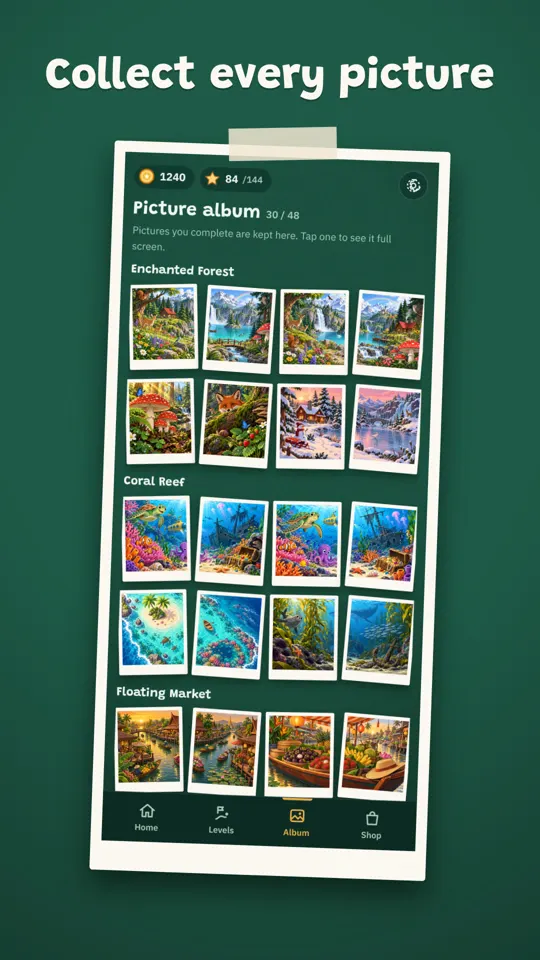 Collect every picture
1240
84 /144
Picture album 30 / 48
Pictures you complete are kept here. Tap one to see it full
screen.
Enchanted Forest
Coral Reef
Floating Market
Home
Levels
Album
Shop